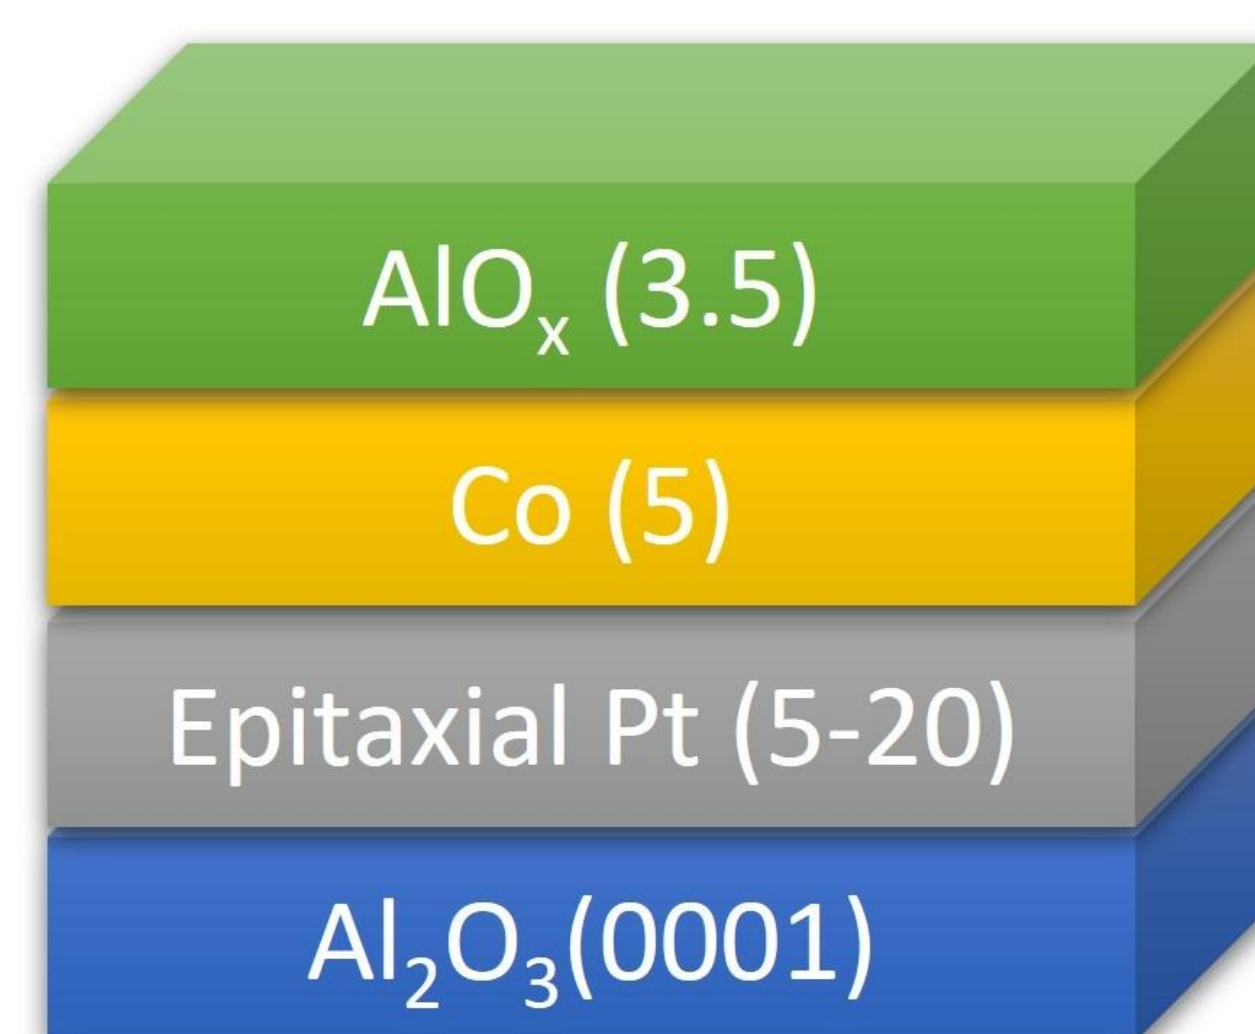 AlOₓ (3.5)
Co (5)
Epitaxial Pt (5-20)
Al₂O₃(0001)